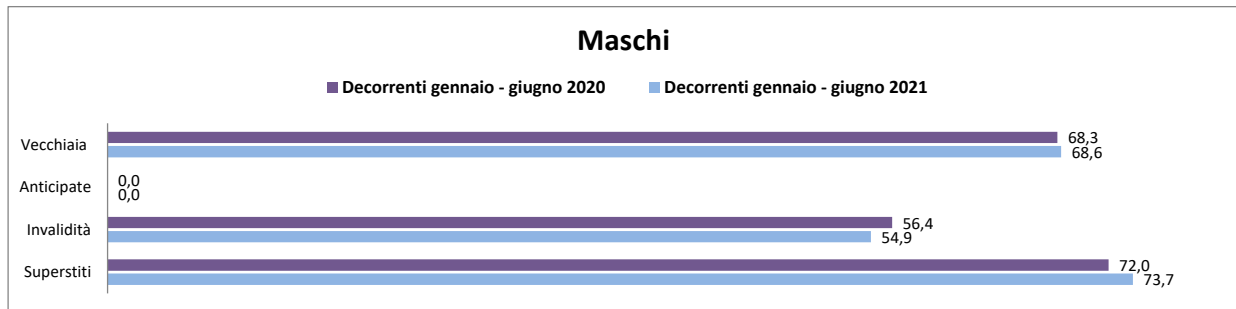 Maschi
Decorrenti gennaio - giugno 2020 Decorrenti gennaio - giugno 2021
Vecchiaia 68,3
68,6
Anticipate 0,0
0,0
Invalidità 56,4
54,9
Superstiti 72,0
73,7